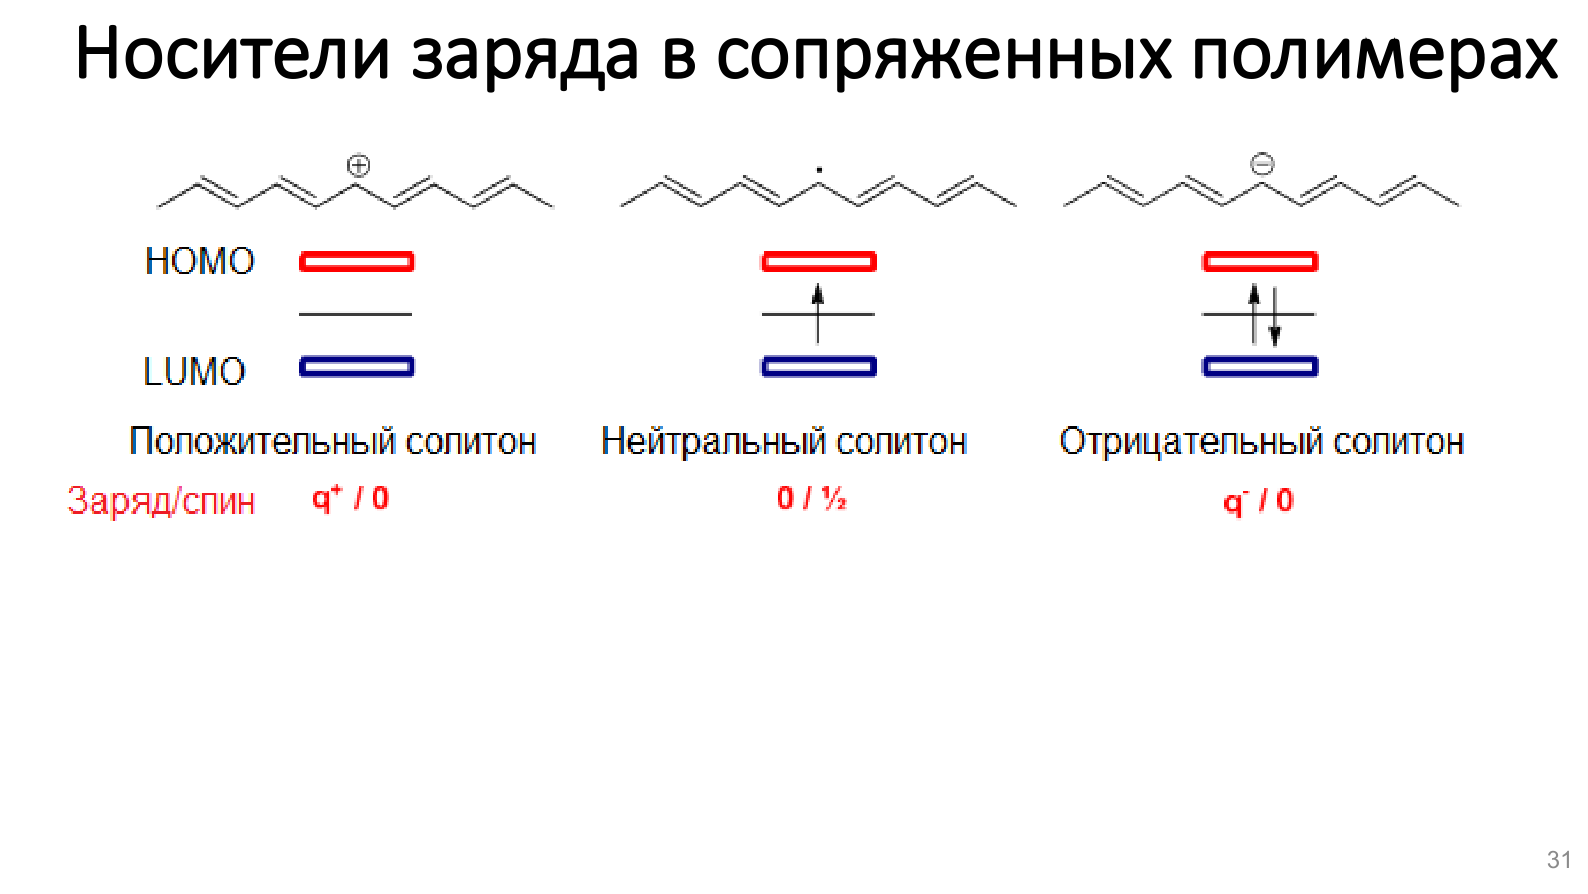 Носители заряда в сопряженных полимерах
⊕
·
⊖
HOMO
LUMO
Положительный солитон Нейтральный солитон Отрицательный солитон
Заряд/спин q⁺ / 0 0 / ½ q⁻ / 0
31